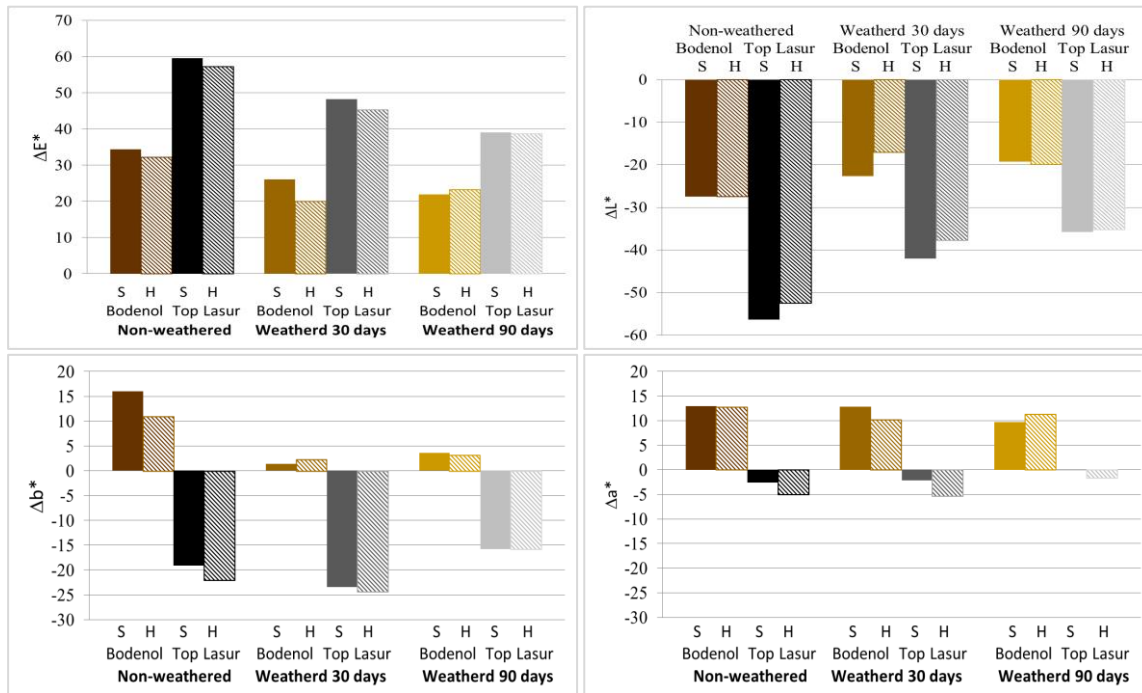 70
60
50
40
30
20
10
0
ΔE*
S H S H S H S H S H S H
Bodenol Top Lasur Bodenol Top Lasur Bodenol Top Lasur
Non-weathered Weatherd 30 days Weatherd 90 days
Non-weathered Weatherd 30 days Weatherd 90 days
Bodenol Top Lasur Bodenol Top Lasur Bodenol Top Lasur
S H S H S H S H S H S H
0
-10
-20
-30
-40
-50
-60
ΔL*
20
15
10
5
0
-5
-10
-15
-20
-25
-30
Δb*
S H S H S H S H S H S H
Bodenol Top Lasur Bodenol Top Lasur Bodenol Top Lasur
Non-weathered Weatherd 30 days Weatherd 90 days
20
15
10
5
0
-5
-10
-15
-20
-25
-30
Δa*
S H S H S H S H S H S H
Bodenol Top Lasur Bodenol Top Lasur Bodenol Top Lasur
Non-weathered Weatherd 30 days Weatherd 90 days